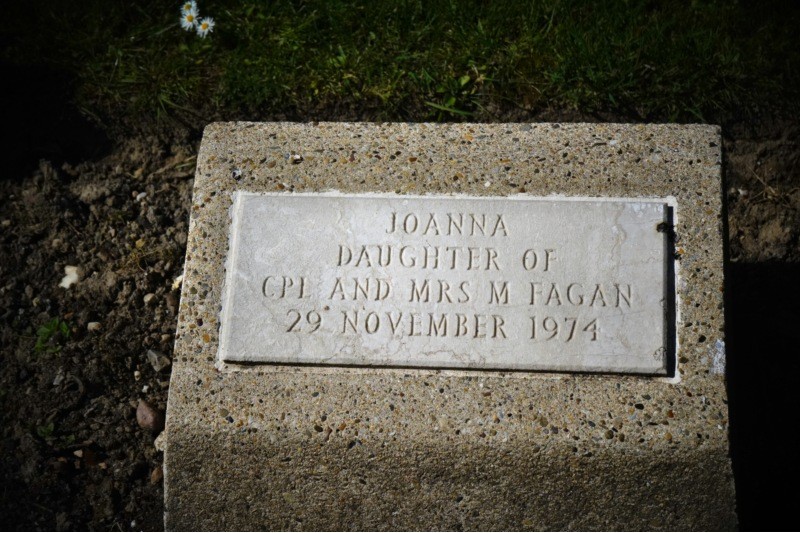 JOANNA
DAUGHTER OF
CPL AND MRS M FAGAN
29 NOVEMBER 1974